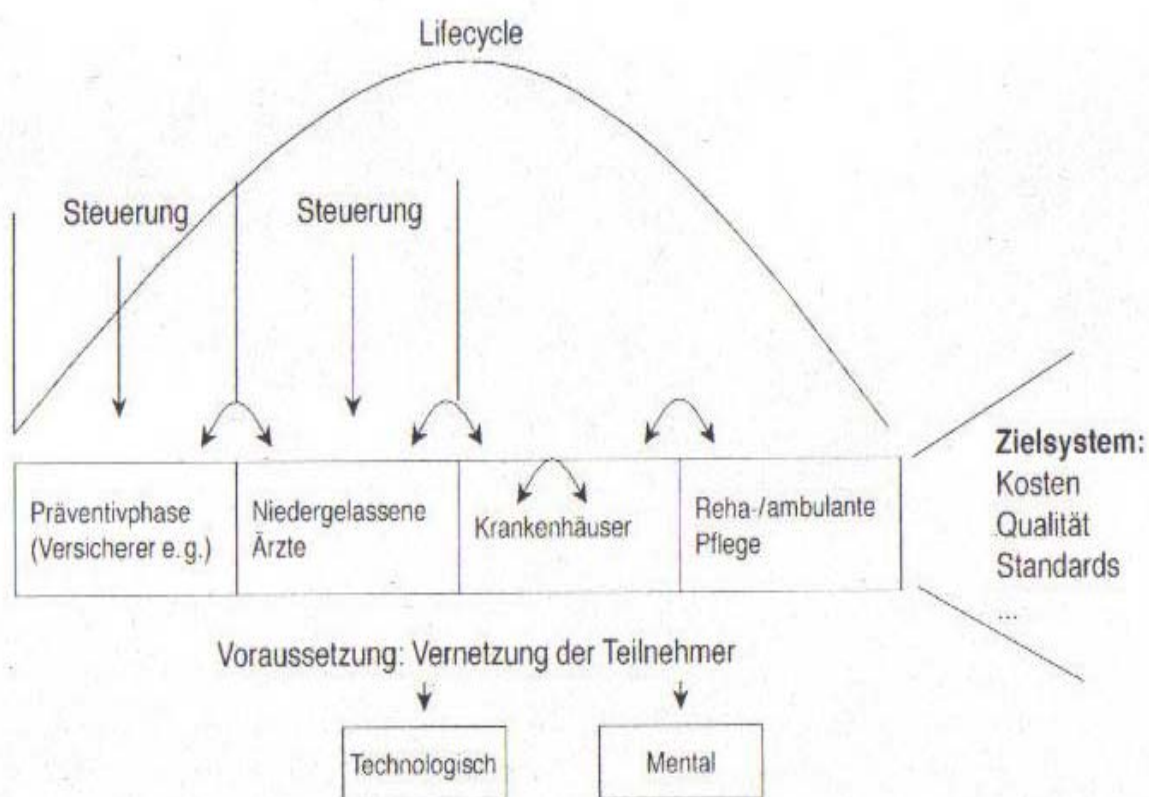 Lifecycle
Steuerung
Steuerung
Präventivphase
(Versicherer e.g.)
Niedergelassene
Ärzte
Krankenhäuser
Reha-/ambulante
Pflege
Zielsystem:
Kosten
Qualität
Standards
...
Voraussetzung: Vernetzung der Teilnehmer
Technologisch
Mental